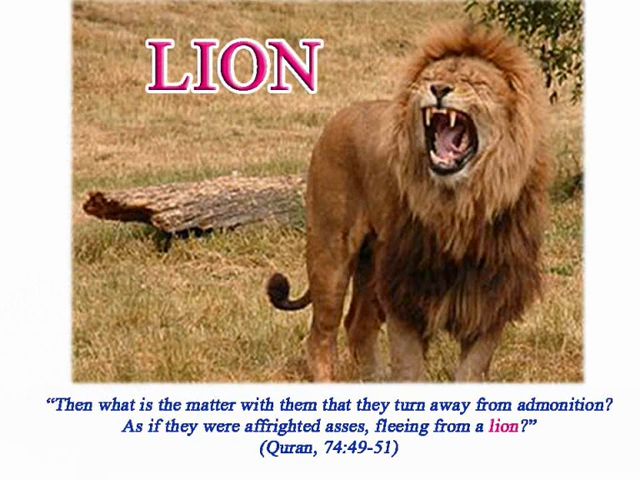 LION
“Then what is the matter with them that they turn away from admonition?
As if they were affrighted asses, fleeing from a lion?”
(Quran, 74:49-51)